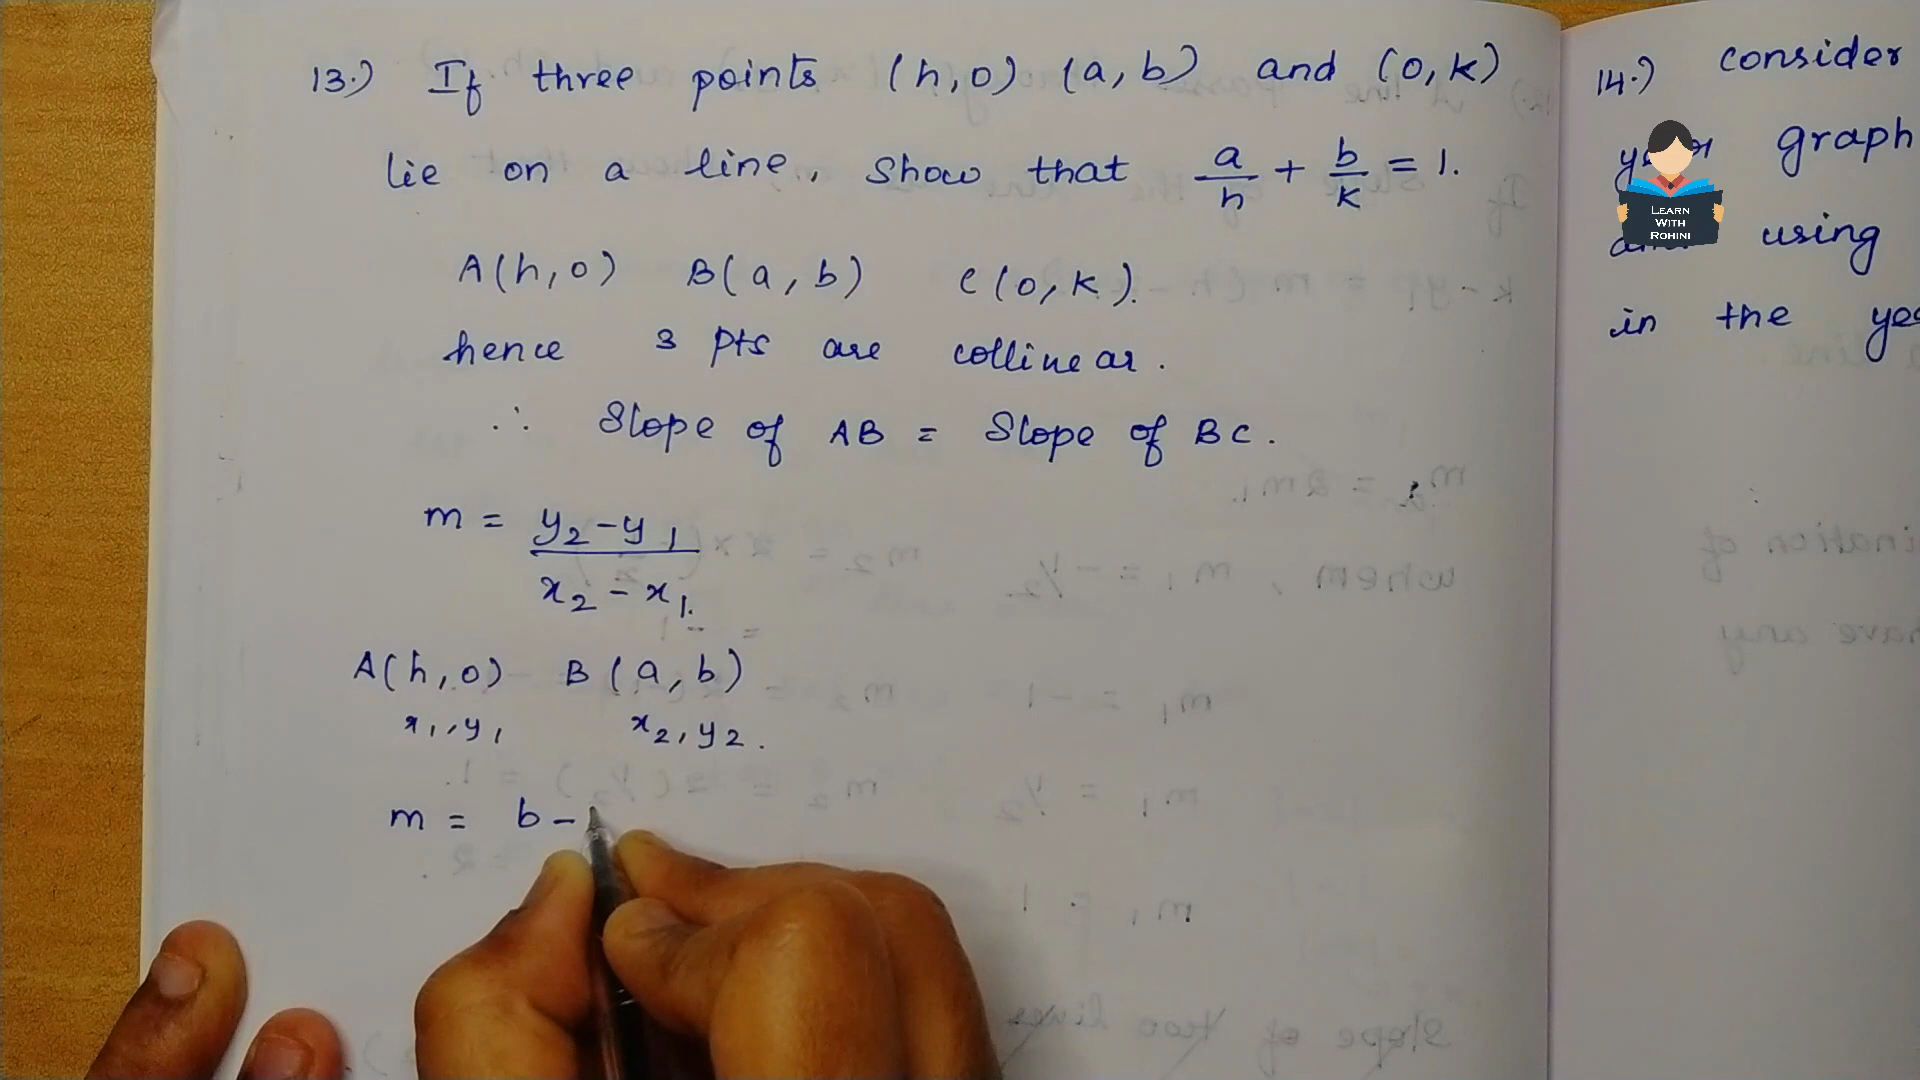 13.) If three points (h,0) (a,b) and (0,k)
lie on a line, show that a/h + b/k = 1.
A(h,0) B(a,b) C(0,k).
hence 3 pts are collinear.
∴ Slope of AB = Slope of BC.
m = y2-y1 / x2-x1.
A(h,0) B(a,b)
x1,y1 x2,y2.
m = b-
14.) consider
graph
using
in the
LEARN
WITH
ROHINI